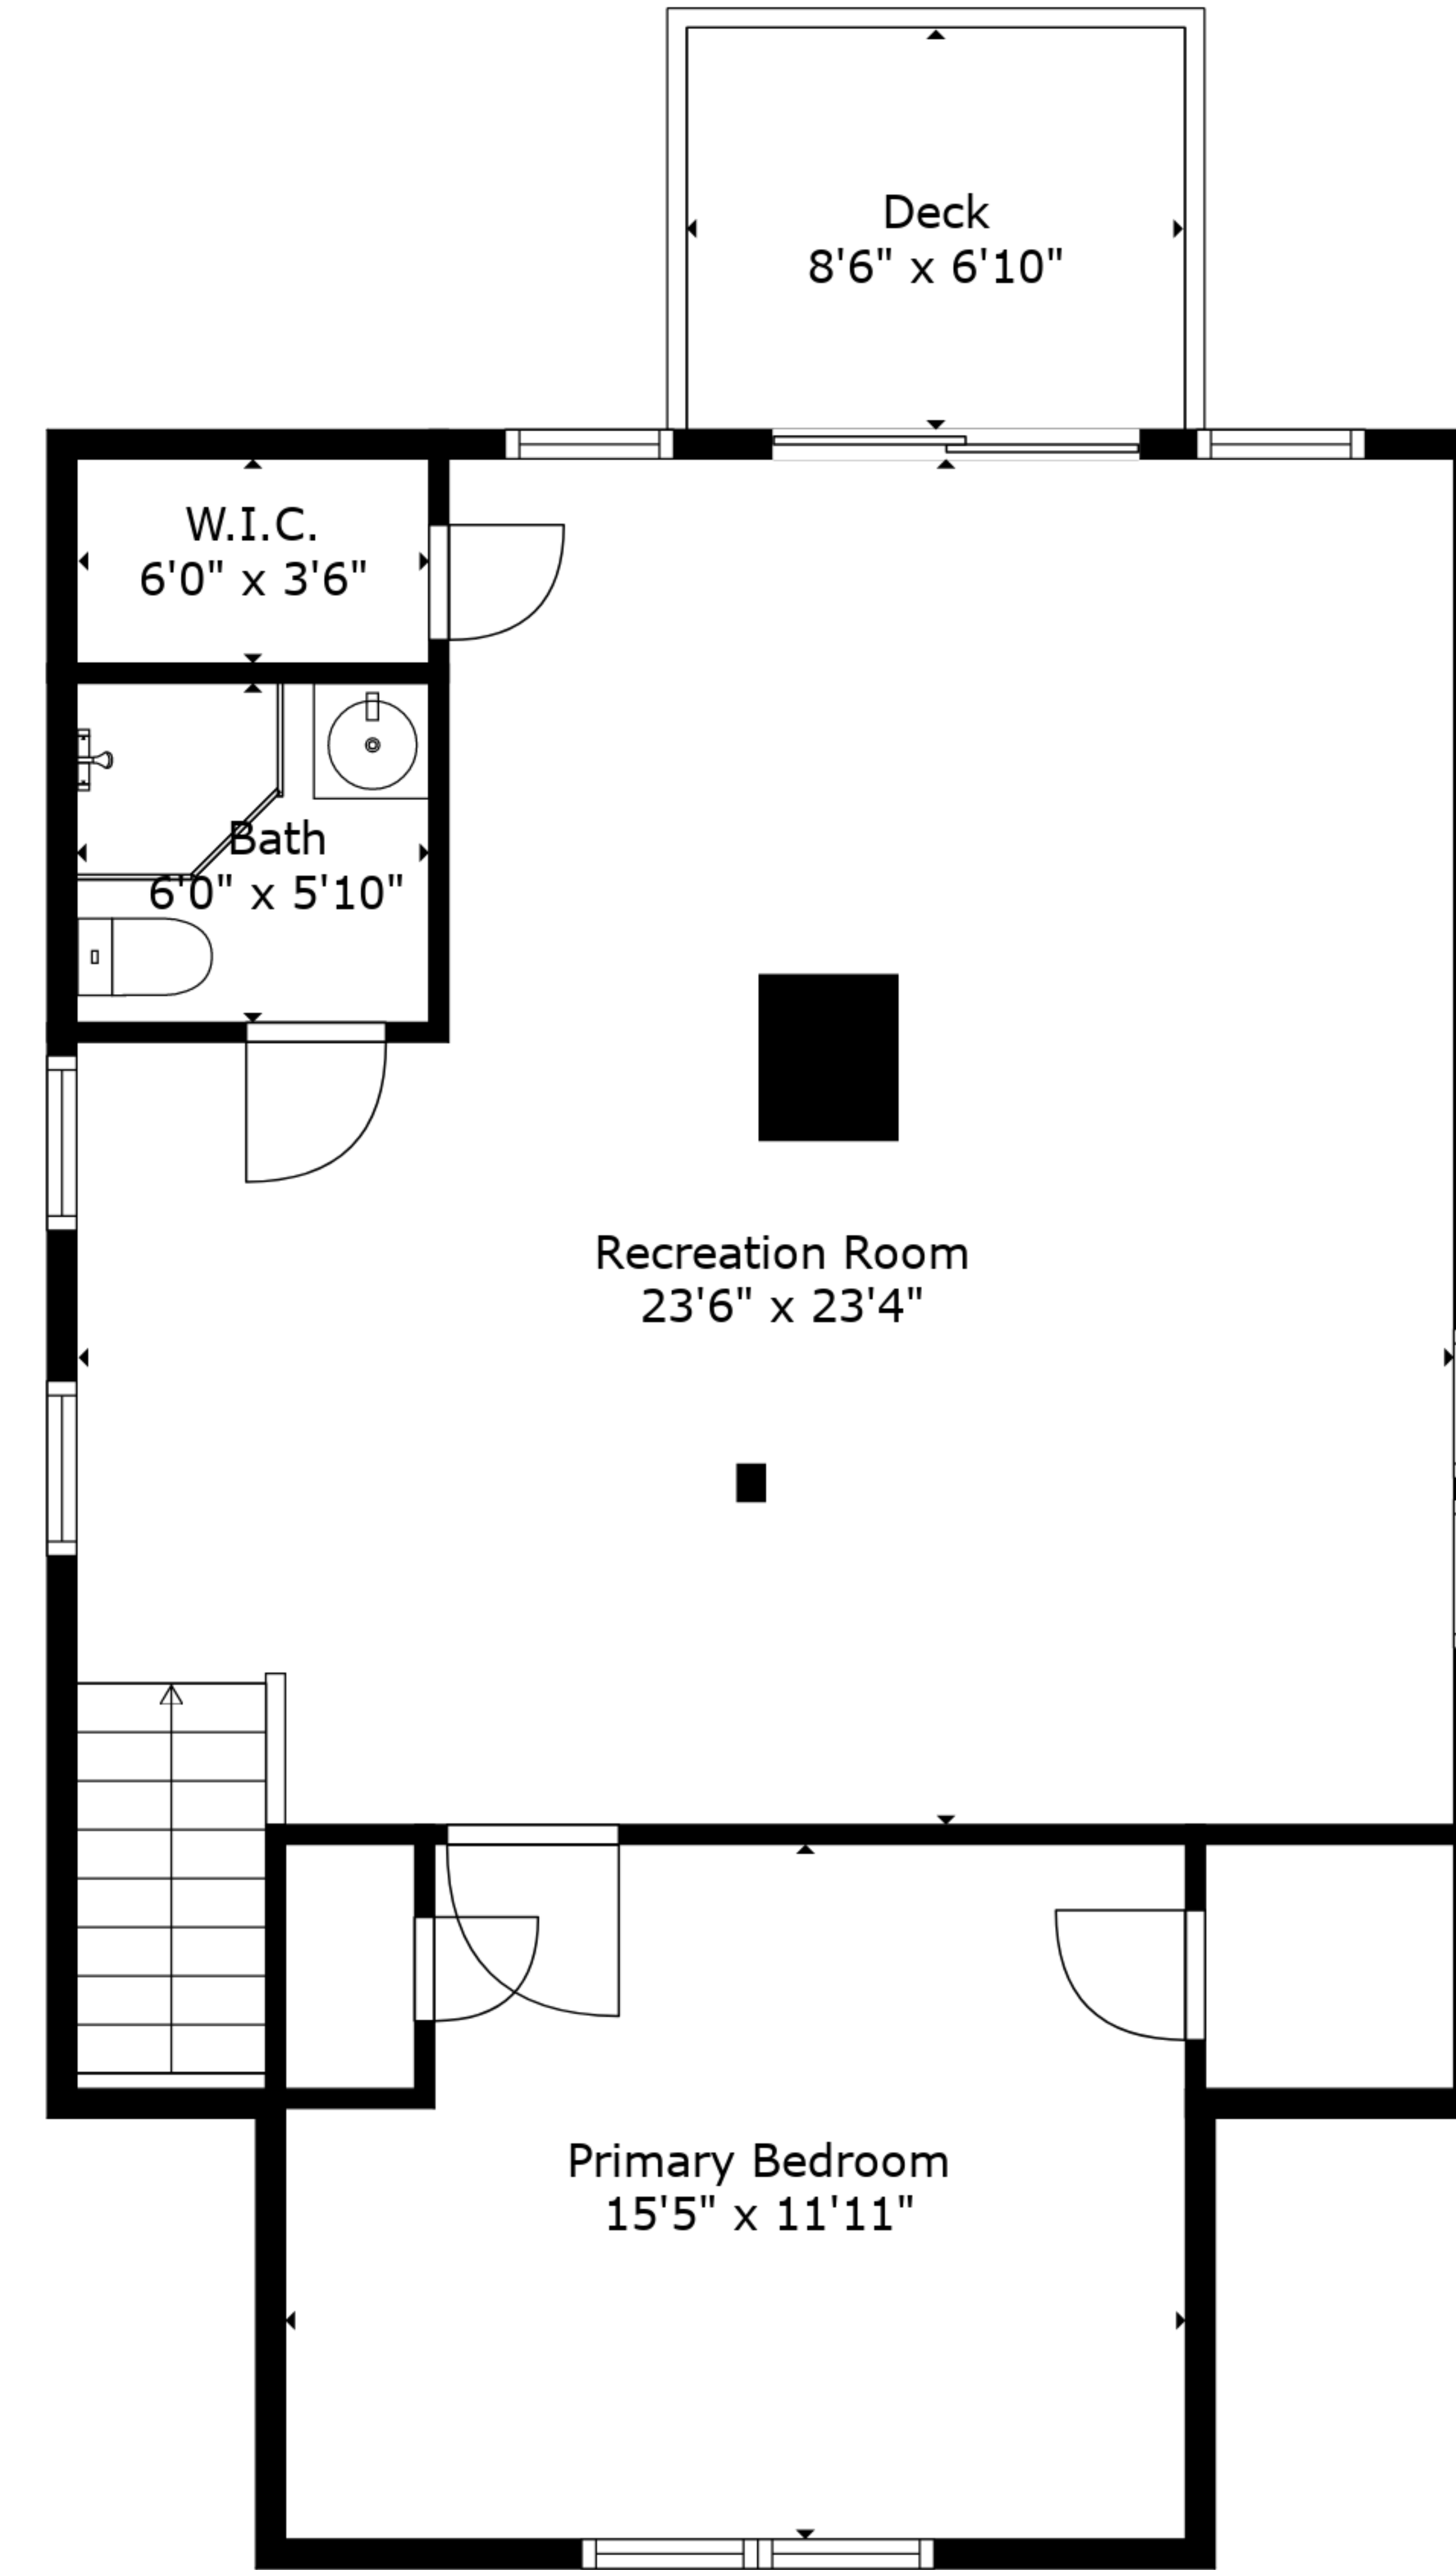 Deck
8'6" x 6'10"
W.I.C.
6'0" x 3'6"
Bath
6'0" x 5'10"
Recreation Room
23'6" x 23'4"
Primary Bedroom
15'5" x 11'11"